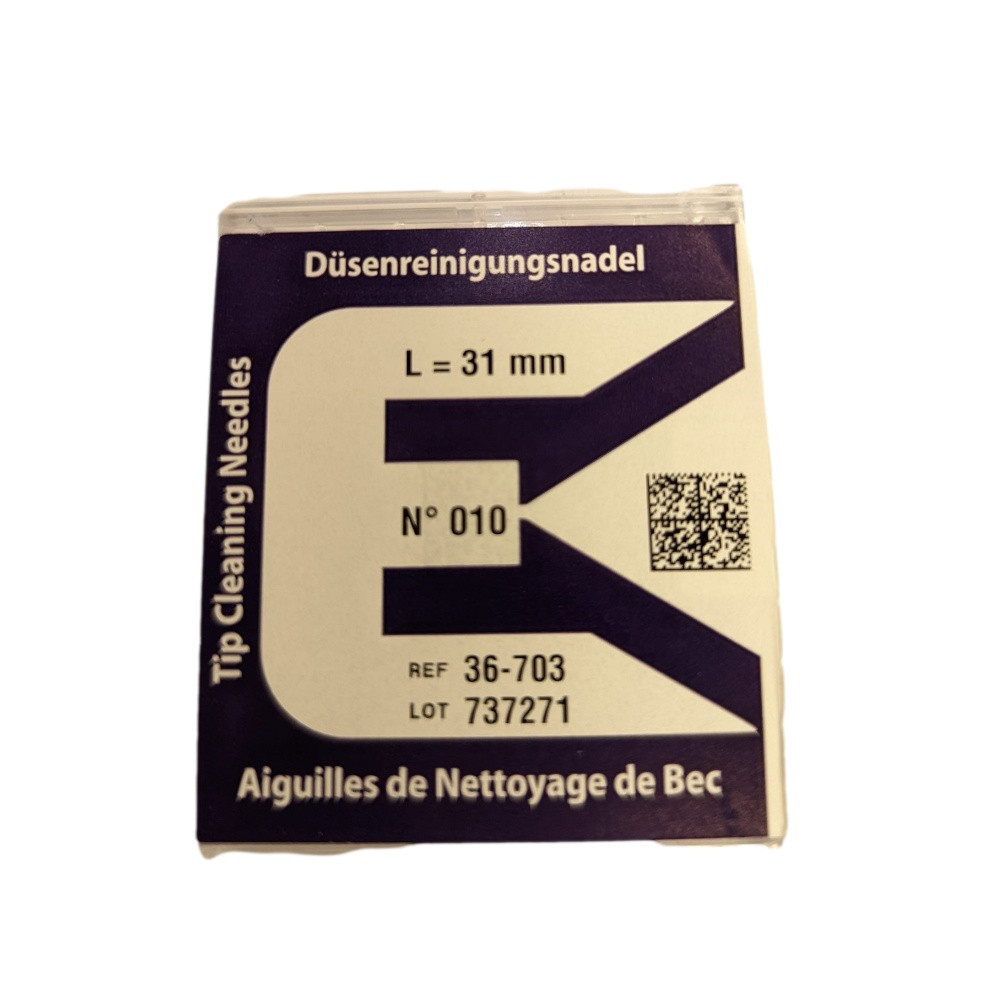 Düsenreinigungsnadel
Tip Cleaning Needles
L = 31 mm
N° 010
REF 36-703
LOT 737271
Aiguilles de Nettoyage de Bec